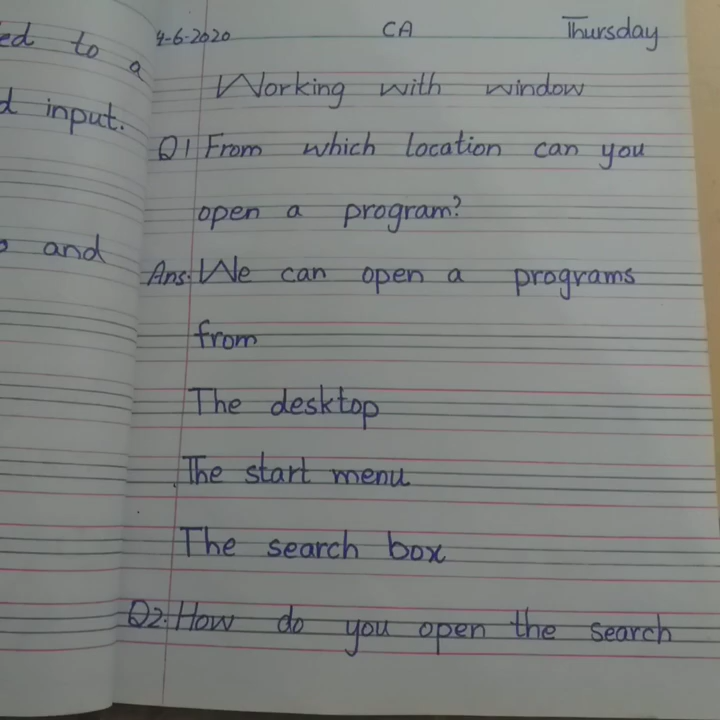 ed to a
d input.
and
4-6-2020 CA Thursday
Working with window
Q1 From which location can you
open a program?
Ans. We can open a programs
from
The desktop
The start menu
The search box
Q2. How do you open the search